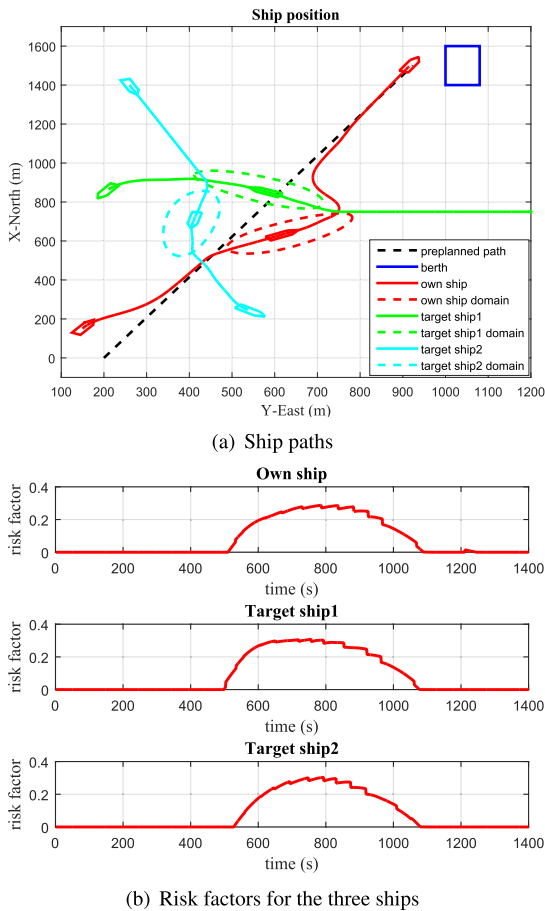 Ship position
1600
1400
1200
1000
800
600
400
200
0
X-North (m)
100 200 300 400 500 600 700 800 900 1000 1100 1200
Y-East (m)
preplanned path
berth
own ship
own ship domain
target ship1
target ship1 domain
target ship2
target ship2 domain
(a) Ship paths
Own ship
0.4
0.2
0
risk factor
0 200 400 600 800 1000 1200 1400
time (s)
Target ship1
0.4
0.2
0
risk factor
0 200 400 600 800 1000 1200 1400
time (s)
Target ship2
0.4
0.2
0
risk factor
0 200 400 600 800 1000 1200 1400
time (s)
(b) Risk factors for the three ships